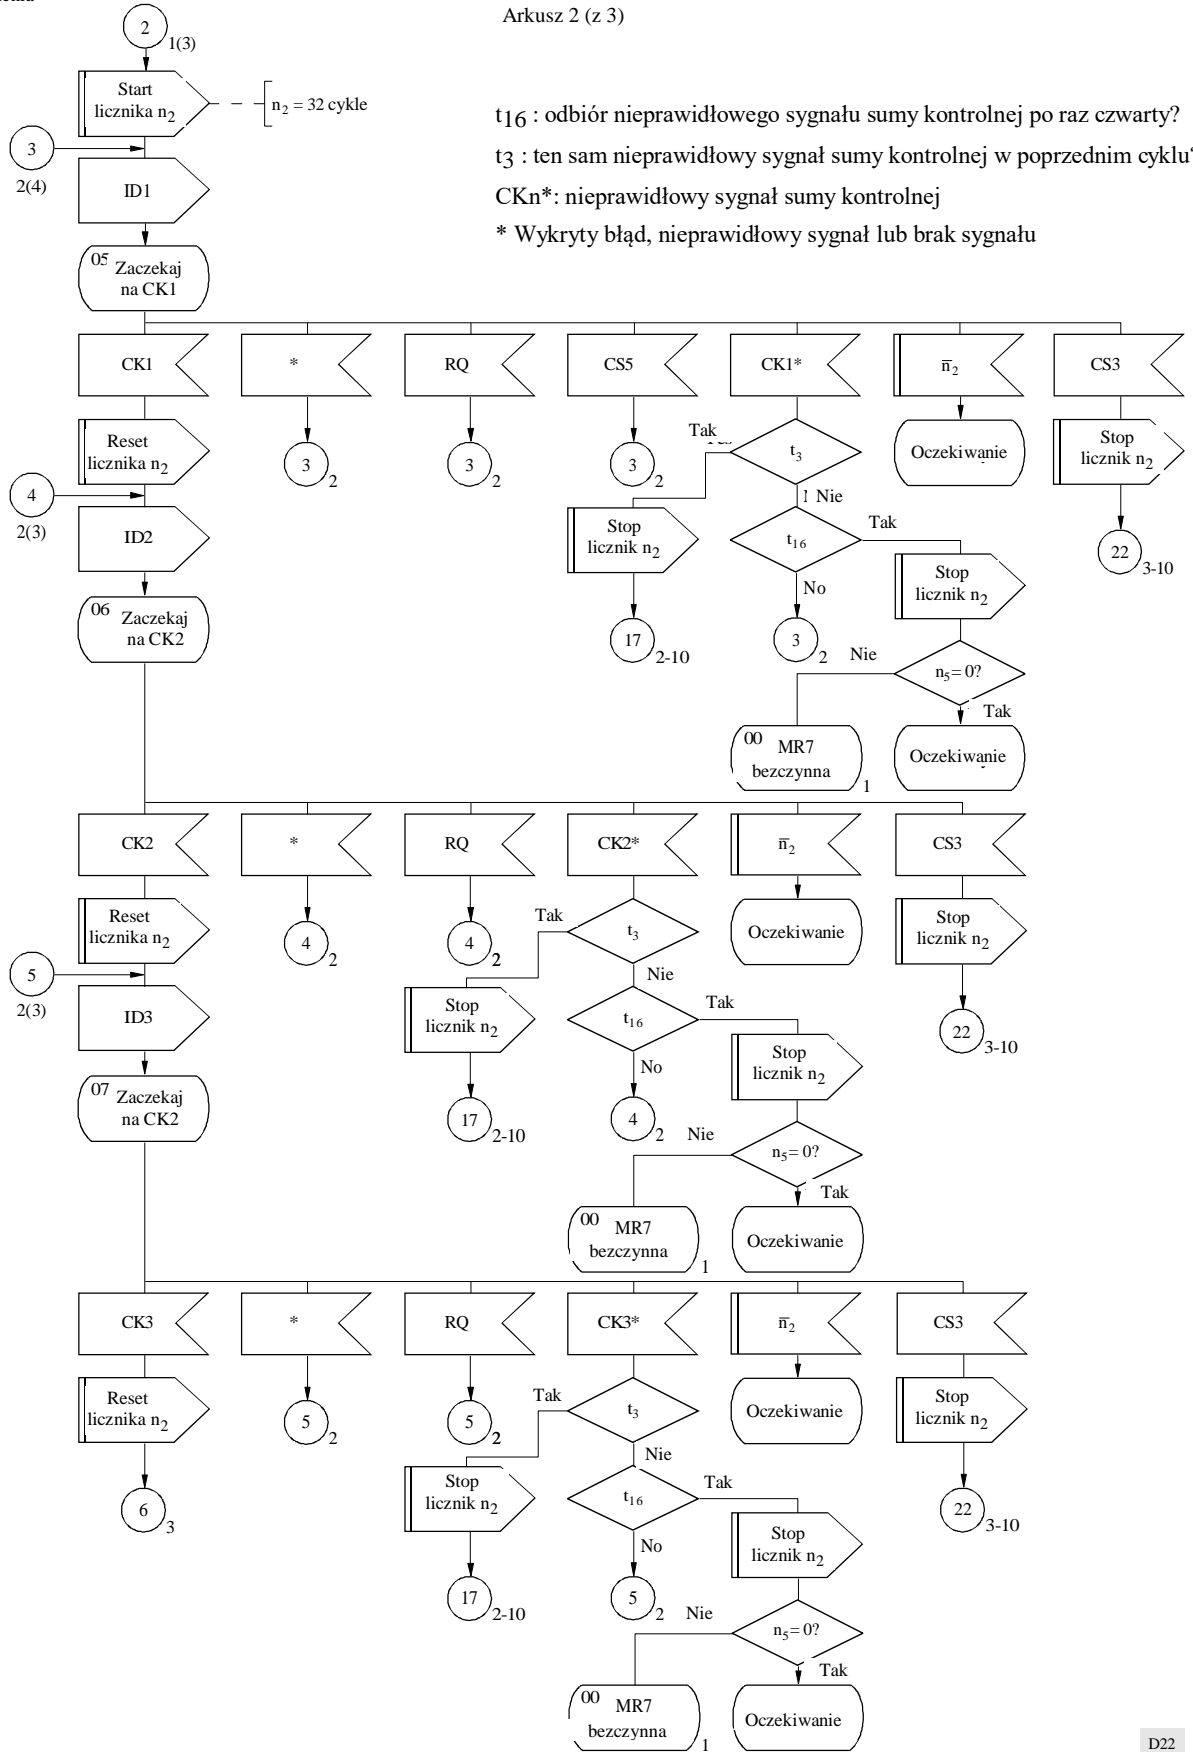 Arkusz 2 (z 3)
2
1(3)
Start
licznika n2
n2 = 32 cykle
t16 : odbiór nieprawidłowego sygnału sumy kontrolnej po raz czwarty?
t3 : ten sam nieprawidłowy sygnał sumy kontrolnej w poprzednim cyklu
CKn*: nieprawidłowy sygnał sumy kontrolnej
* Wykryty błąd, nieprawidłowy sygnał lub brak sygnału
3
2(4)
ID1
05 Zaczekaj
na CK1
CK1
*
RQ
CS5
CK1*
n̅2
CS3
Reset
licznika n2
3
2
3
2
3
2
Tak
t3
Oczekiwanie
Stop
licznik n2
4
2(3)
Nie
ID2
Stop
licznik n2
t16
Tak
22
3-10
No
Stop
licznik n2
06 Zaczekaj
na CK2
17
2-10
3
2
Nie
n5= 0?
Tak
00 MR7
bezczynna
1
Oczekiwanie
CK2
*
RQ
CK2*
n̅2
CS3
Reset
licznika n2
4
2
4
2
Tak
t3
Oczekiwanie
Stop
licznik n2
5
2(3)
Nie
ID3
Stop
licznik n2
t16
Tak
22
3-10
No
Stop
licznik n2
07 Zaczekaj
na CK2
17
2-10
4
2
Nie
n5= 0?
Tak
00 MR7
bezczynna
1
Oczekiwanie
CK3
*
RQ
CK3*
n̅2
CS3
Reset
licznika n2
5
2
5
2
Tak
t3
Oczekiwanie
Stop
licznik n2
Nie
6
3
Stop
licznik n2
t16
Tak
22
3-10
No
Stop
licznik n2
17
2-10
5
2
Nie
n5= 0?
Tak
00 MR7
bezczynna
1
Oczekiwanie
D22